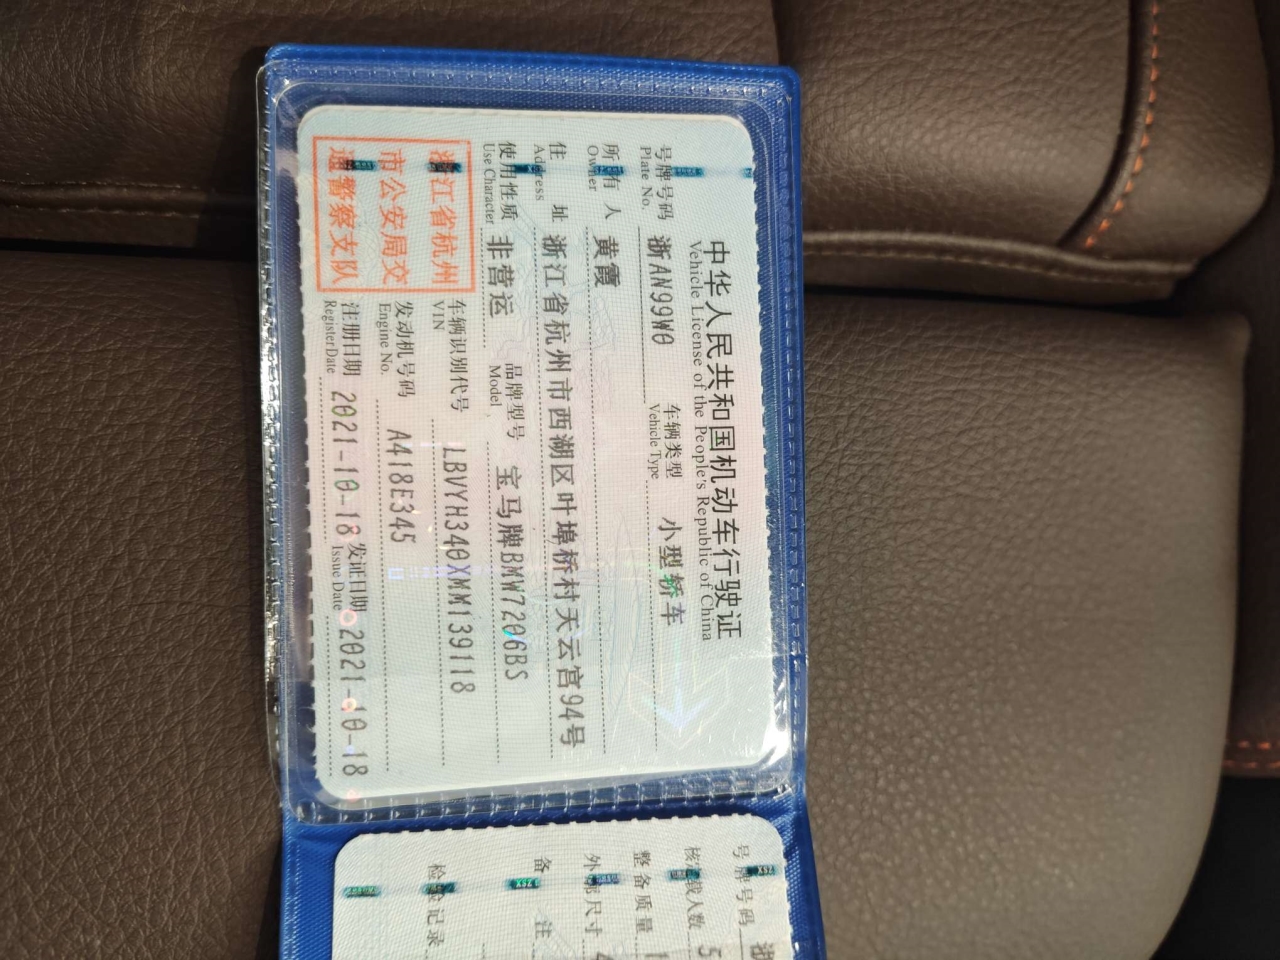 中华人民共和国机动车行驶证
Vehicle License of the People's Republic of China
号牌号码 浙AN99W0 车辆类型 小型轿车
Plate No. Vehicle Type
所有人 黄霞
Owner
住址 浙江省杭州市西湖区叶埠桥村天云宫94号
Address
使用性质 非营运 品牌型号 宝马牌BMW7206BS
Use Character Model
浙江省杭州
市公安局交
通警察支队
车辆识别代号 LBVYH340XMM139118
VIN
发动机号码 A418E345
Engine No.
注册日期 2021-10-18 发证日期 2021-10-18
Register Date Issue Date
号牌号码 浙
核定载人数 5
整备质量 1
外廓尺寸 4
备注
检验记录